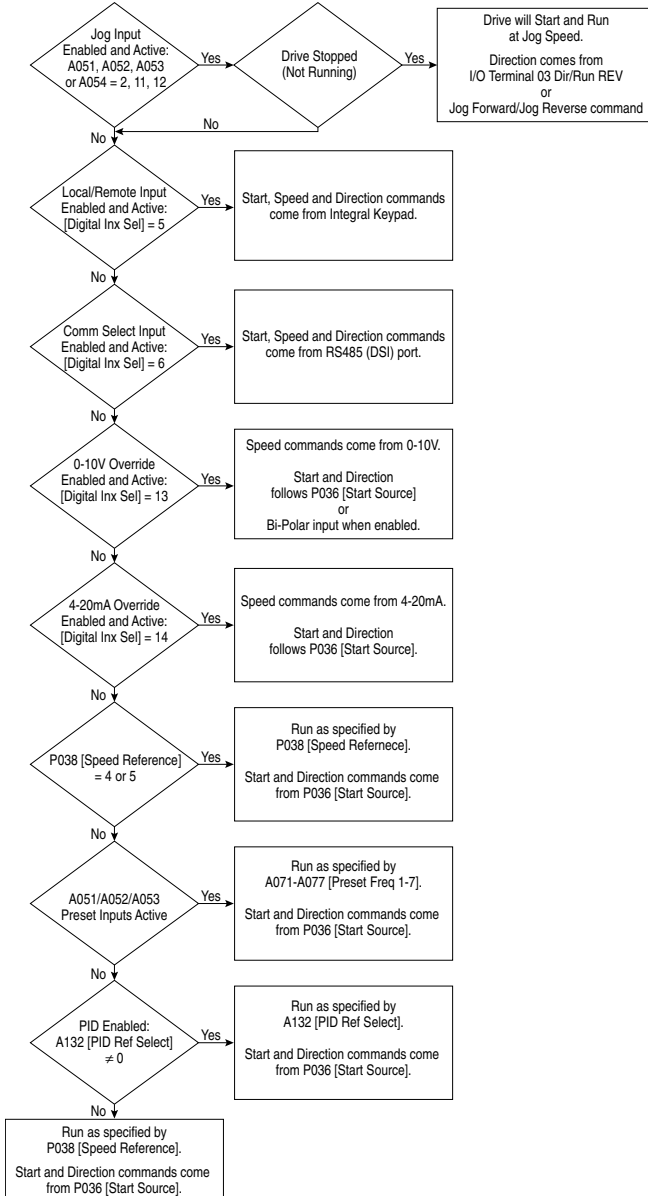 Jog Input
Enabled and Active:
A051, A052, A053
or A054 = 2, 11, 12
Yes
Drive Stopped
(Not Running)
Yes
Drive will Start and Run
at Jog Speed.
Direction comes from
I/O Terminal 03 Dir/Run REV
or
Jog Forward/Jog Reverse command
No
No
Local/Remote Input
Enabled and Active:
[Digital Inx Sel] = 5
Yes
Start, Speed and Direction commands
come from Integral Keypad.
No
Comm Select Input
Enabled and Active:
[Digital Inx Sel] = 6
Yes
Start, Speed and Direction commands
come from RS485 (DSI) port.
No
0-10V Override
Enabled and Active:
[Digital Inx Sel] = 13
Yes
Speed commands come from 0-10V.
Start and Direction
follows P036 [Start Source]
or
Bi-Polar input when enabled.
No
4-20mA Override
Enabled and Active:
[Digital Inx Sel] = 14
Yes
Speed commands come from 4-20mA.
Start and Direction
follows P036 [Start Source].
No
P038 [Speed Reference]
= 4 or 5
Yes
Run as specified by
P038 [Speed Refernece].
Start and Direction commands come
from P036 [Start Source].
No
A051/A052/A053
Preset Inputs Active
Yes
Run as specified by
A071-A077 [Preset Freq 1-7].
Start and Direction commands come
from P036 [Start Source].
No
PID Enabled:
A132 [PID Ref Select]
≠ 0
Yes
Run as specified by
A132 [PID Ref Select].
Start and Direction commands come
from P036 [Start Source].
No
Run as specified by
P038 [Speed Reference].
Start and Direction commands come
from P036 [Start Source].